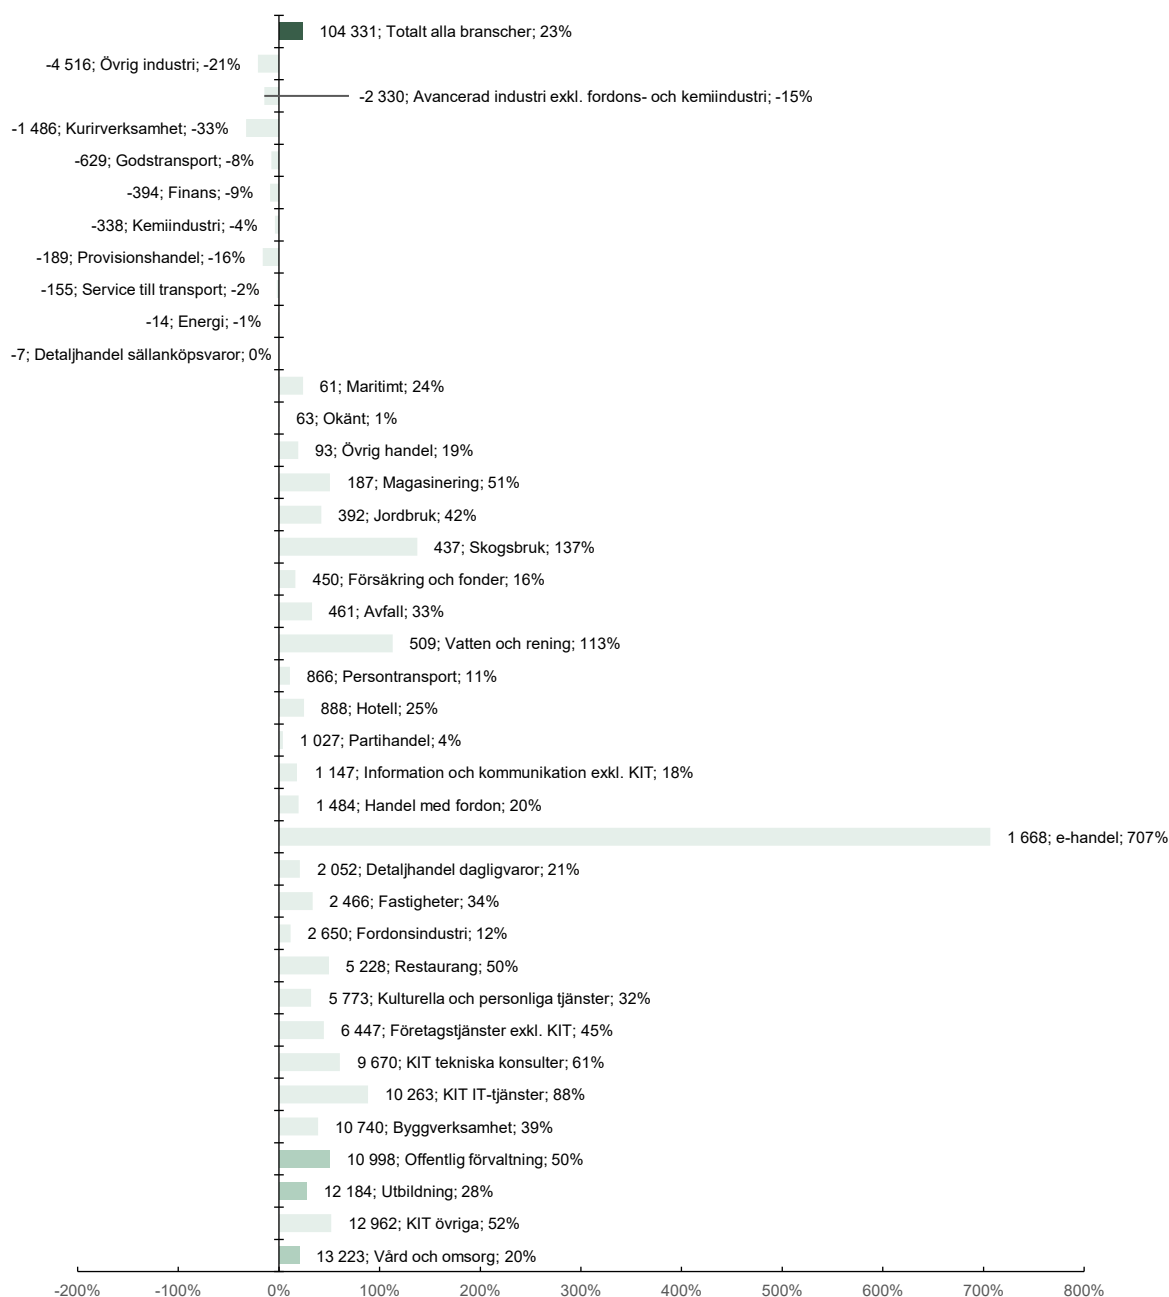 104 331; Totalt alla branscher; 23%
-4 516; Övrig industri; -21%
-2 330; Avancerad industri exkl. fordons- och kemiindustri; -15%
-1 486; Kurirverksamhet; -33%
-629; Godstransport; -8%
-394; Finans; -9%
-338; Kemiindustri; -4%
-189; Provisionshandel; -16%
-155; Service till transport; -2%
-14; Energi; -1%
-7; Detaljhandel sällanköpsvaror; 0%
61; Maritimt; 24%
63; Okänt; 1%
93; Övrig handel; 19%
187; Magasinering; 51%
392; Jordbruk; 42%
437; Skogsbruk; 137%
450; Försäkring och fonder; 16%
461; Avfall; 33%
509; Vatten och rening; 113%
866; Persontransport; 11%
888; Hotell; 25%
1 027; Partihandel; 4%
1 147; Information och kommunikation exkl. KIT; 18%
1 484; Handel med fordon; 20%
1 668; e-handel; 707%
2 052; Detaljhandel dagligvaror; 21%
2 466; Fastigheter; 34%
2 650; Fordonsindustri; 12%
5 228; Restaurang; 50%
5 773; Kulturella och personliga tjänster; 32%
6 447; Företagstjänster exkl. KIT; 45%
9 670; KIT tekniska konsulter; 61%
10 263; KIT IT-tjänster; 88%
10 740; Byggverksamhet; 39%
10 998; Offentlig förvaltning; 50%
12 184; Utbildning; 28%
12 962; KIT övriga; 52%
13 223; Vård och omsorg; 20%
-200% -100% 0% 100% 200% 300% 400% 500% 600% 700% 800%